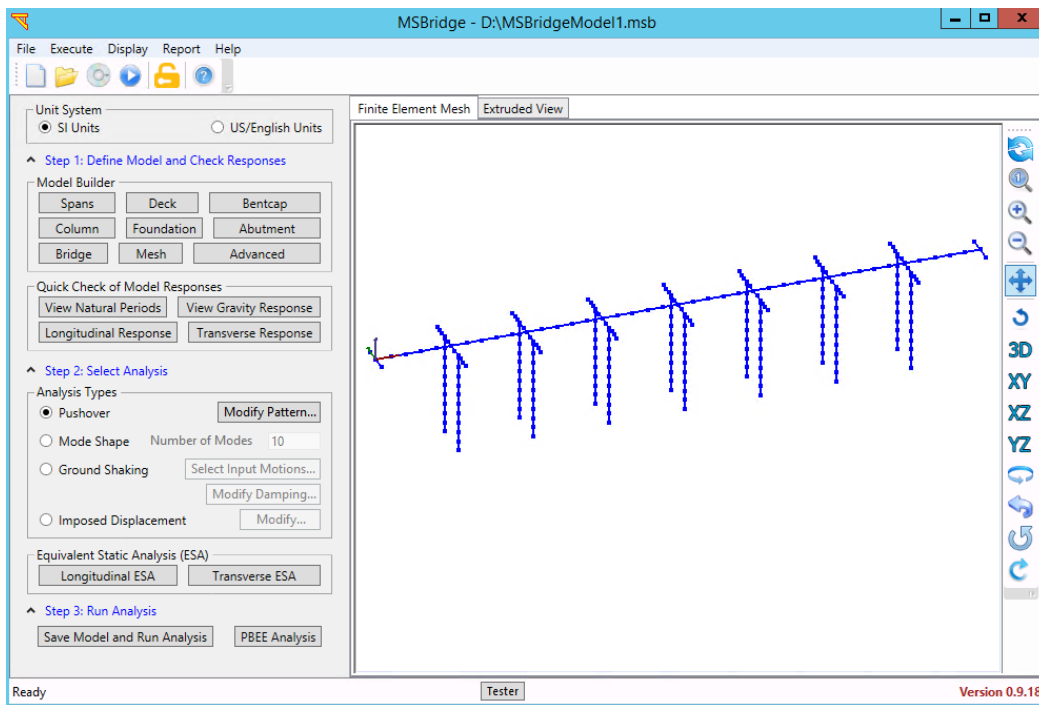 MSBridge - D:\MSBridgeModel1.msb
File Execute Display Report Help
Unit System
SI Units US/English Units
Step 1: Define Model and Check Responses
Model Builder
Spans Deck Bentcap
Column Foundation Abutment
Bridge Mesh Advanced
Quick Check of Model Responses
View Natural Periods View Gravity Response
Longitudinal Response Transverse Response
Step 2: Select Analysis
Analysis Types
Pushover Modify Pattern...
Mode Shape Number of Modes 10
Ground Shaking Select Input Motions...
Modify Damping...
Imposed Displacement Modify...
Equivalent Static Analysis (ESA)
Longitudinal ESA Transverse ESA
Step 3: Run Analysis
Save Model and Run Analysis PBEE Analysis
Finite Element Mesh Extruded View
3D
XY
XZ
YZ
Ready Tester Version 0.9.18